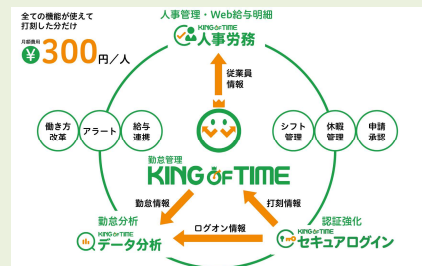 全ての機能が使えて
打刻した分だけ
月額費用
¥300円／人
人事管理・Web給与明細
KING OF TIME
人事労務
従業員
情報
働き方
改革
アラート
給与
連携
シフト
管理
休暇
管理
申請
承認
勤怠管理
KING OF TIME
勤怠情報
打刻情報
勤怠分析
KING OF TIME
データ分析
ログオン情報
認証強化
KING OF TIME
セキュアログイン